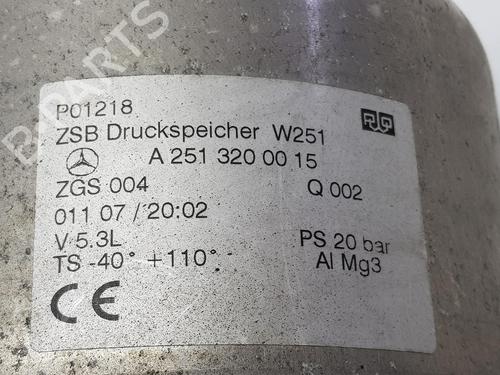 B-PARTS
P01218
ZSB Druckspeicher W251
A 251 320 00 15
ZGS 004 Q 002
011 07 / 20:02
V 5.3L PS 20 bar
TS -40° +110° Al Mg3
CE